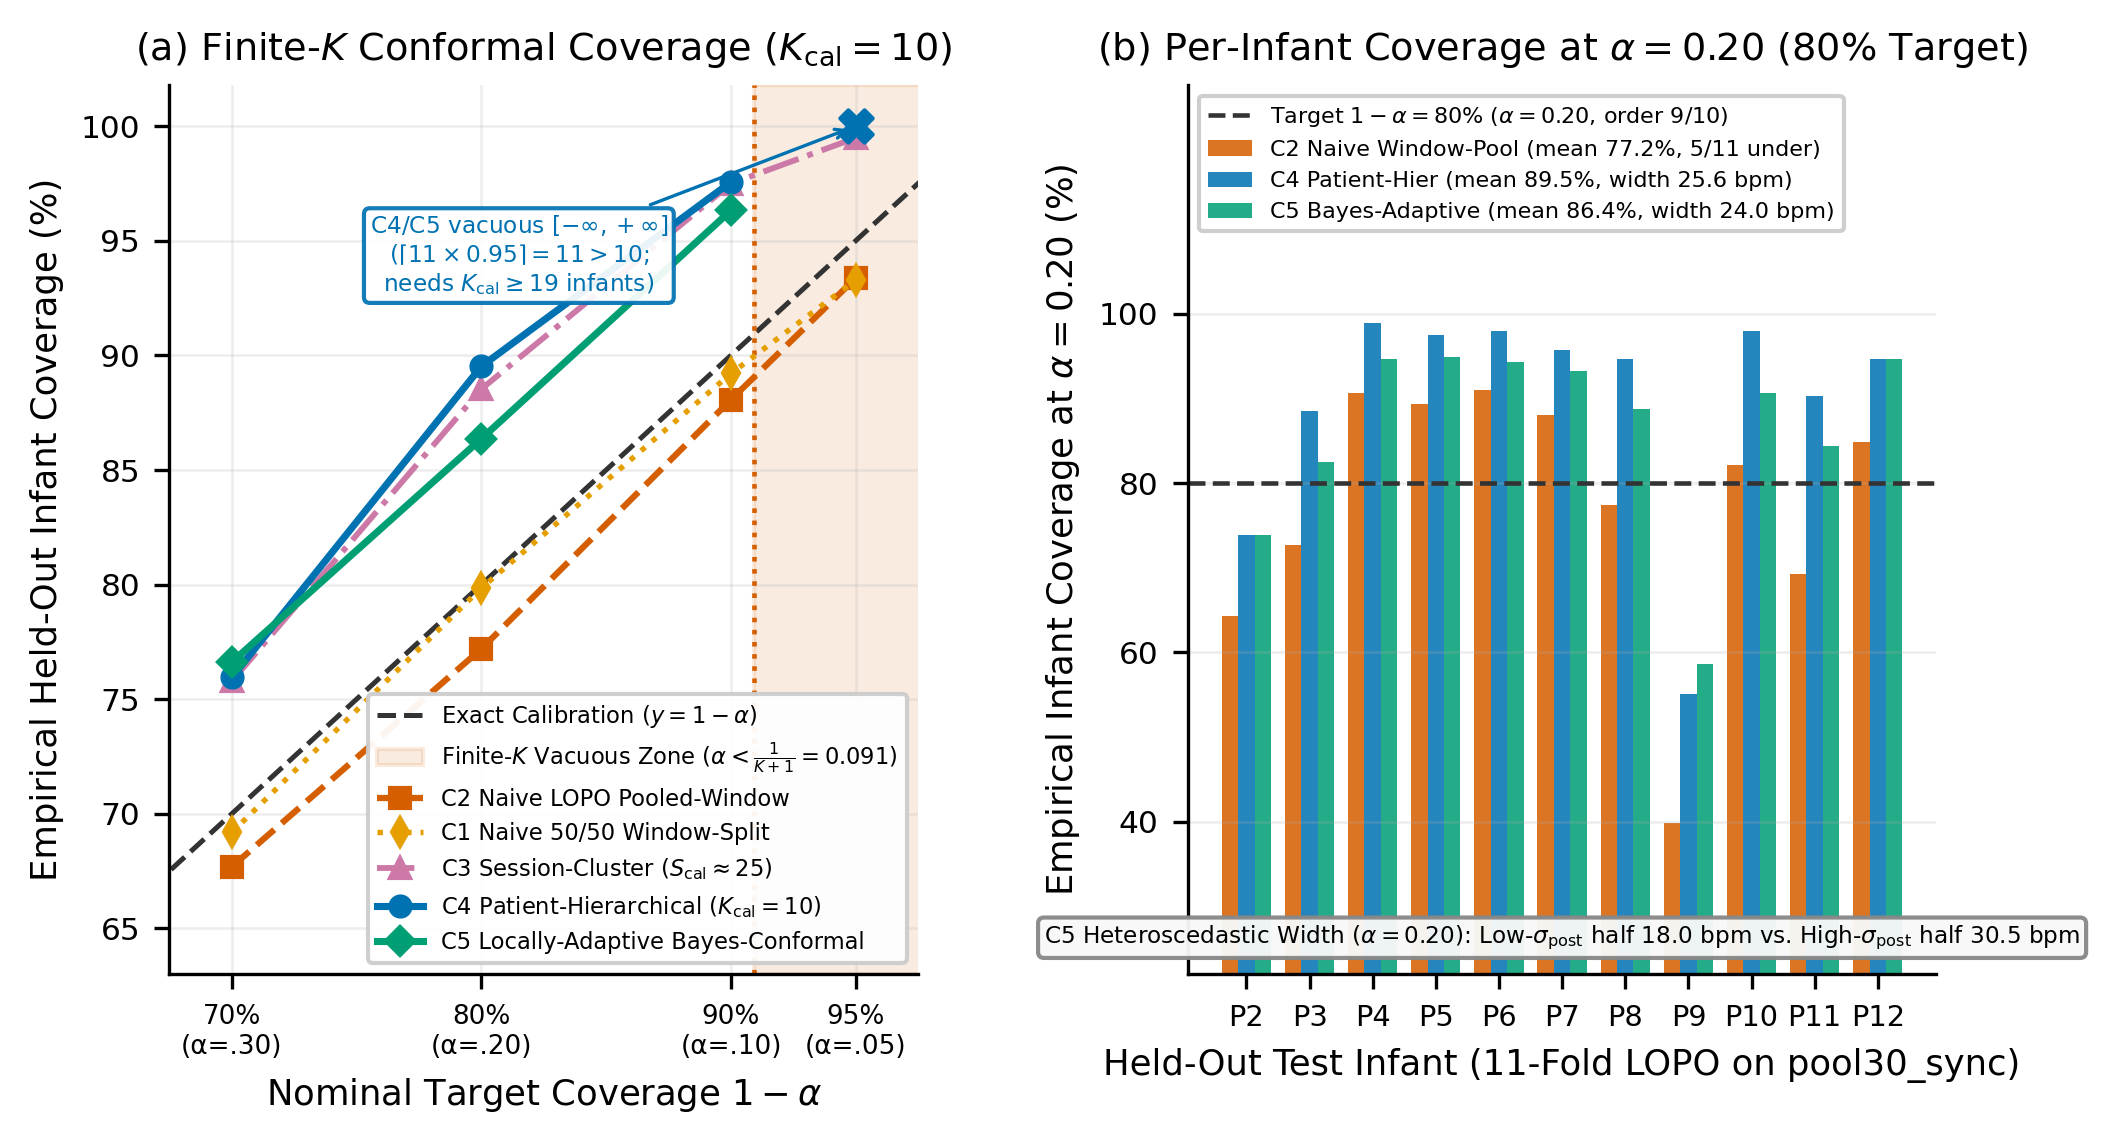 (a) Finite-K Conformal Coverage (K_cal = 10)
Empirical Held-Out Infant Coverage (%)
100
95
90
85
80
75
70
65
C4/C5 vacuous [−∞, +∞]
(⌈11 × 0.95⌉ = 11 > 10;
needs K_cal ≥ 19 infants)
Exact Calibration (y = 1 − α)
Finite-K Vacuous Zone (α < 1/(K+1) = 0.091)
C2 Naive LOPO Pooled-Window
C1 Naive 50/50 Window-Split
C3 Session-Cluster (S_cal ≈ 25)
C4 Patient-Hierarchical (K_cal = 10)
C5 Locally-Adaptive Bayes-Conformal
70% 80% 90% 95%
(α=.30) (α=.20) (α=.10) (α=.05)
Nominal Target Coverage 1 − α
(b) Per-Infant Coverage at α = 0.20 (80% Target)
Empirical Infant Coverage at α = 0.20 (%)
100
80
60
40
Target 1 − α = 80% (α = 0.20, order 9/10)
C2 Naive Window-Pool (mean 77.2%, 5/11 under)
C4 Patient-Hier (mean 89.5%, width 25.6 bpm)
C5 Bayes-Adaptive (mean 86.4%, width 24.0 bpm)
C5 Heteroscedastic Width (α = 0.20): Low-σ_post half 18.0 bpm vs. High-σ_post half 30.5 bpm
P2 P3 P4 P5 P6 P7 P8 P9 P10 P11 P12
Held-Out Test Infant (11-Fold LOPO on pool30_sync)